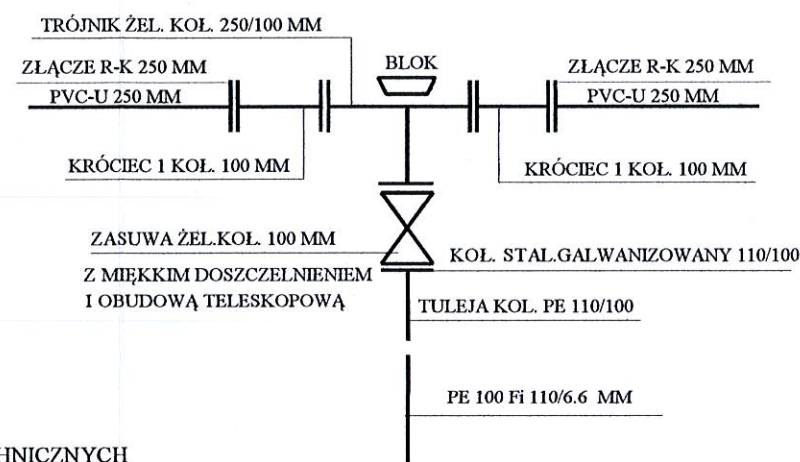 TRÓJNIK ŻEL. KOŁ. 250/100 MM
BLOK
ZŁĄCZE R-K 250 MM
ZŁĄCZE R-K 250 MM
PVC-U 250 MM
PVC-U 250 MM
KRÓCIEC 1 KOŁ. 100 MM
KRÓCIEC 1 KOŁ. 100 MM
ZASUWA ŻEL.KOŁ. 100 MM
KOŁ. STAL.GALWANIZOWANY 110/100
Z MIĘKKIM DOSZCZELNIENIEM
I OBUDOWĄ TELESKOPOWĄ
TULEJA KOL. PE 110/100
PE 100 Fi 110/6.6 MM
HNICZNYCH